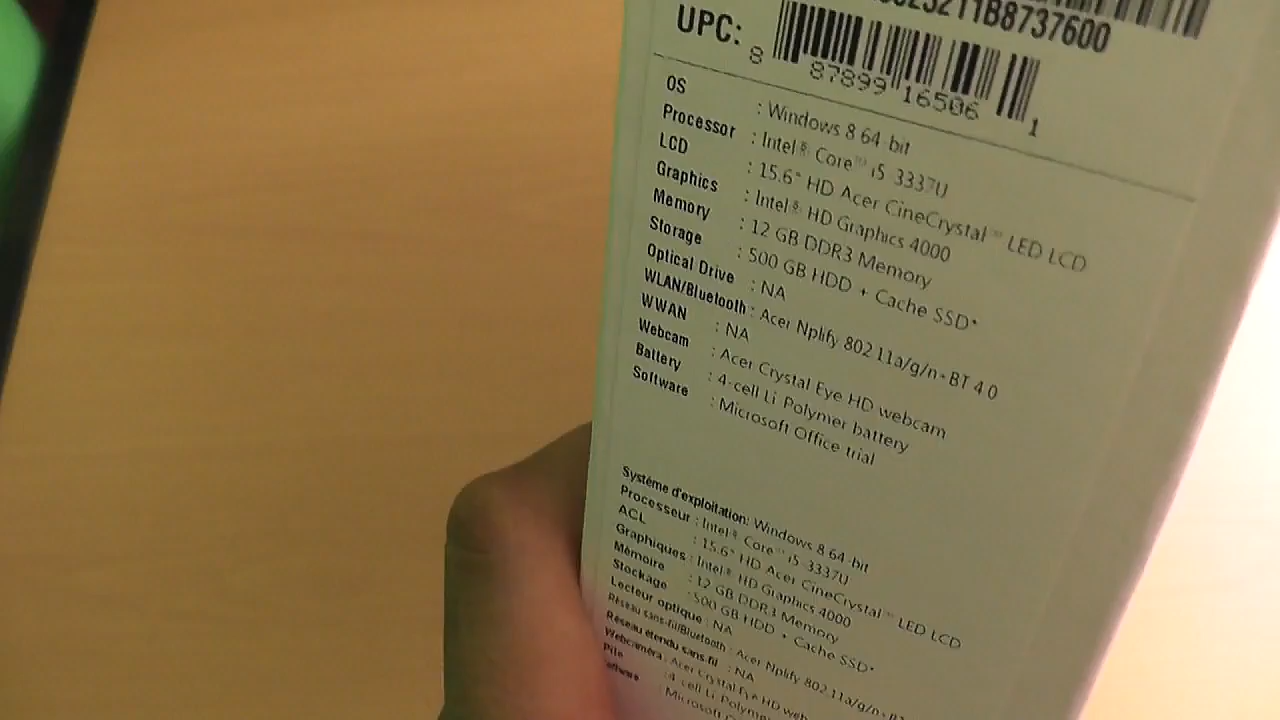 11B8737600
UPC:
8 87899 16506 1
OS : Windows 8 64-bit
Processor : Intel® Core™ i5 3337U
LCD : 15.6" HD Acer CineCrystal™ LED LCD
Graphics : Intel® HD Graphics 4000
Memory : 12 GB DDR3 Memory
Storage : 500 GB HDD + Cache SSD*
Optical Drive : NA
WLAN/Bluetooth : Acer Nplify 802.11a/g/n+BT 4.0
WWAN : NA
Webcam : Acer Crystal Eye HD webcam
Battery : 4-cell Li Polymer battery
Software : Microsoft Office trial
Système d'exploitation: Windows 8 64-bit
Processeur : Intel® Core™ i5 3337U
ACL : 15.6" HD Acer CineCrystal™ LED LCD
Graphiques : Intel® HD Graphics 4000
Mémoire : 12 GB DDR3 Memory
Stockage : 500 GB HDD + Cache SSD*
Lecteur optique : NA
Réseau sans-fil/Bluetooth : Acer Nplify 802.11a/g/n+
Réseau étendu sans fil : NA
Webcaméra : Acer Crystal Eye HD web
Pile : 4-cell Li Polyme
: Microsoft